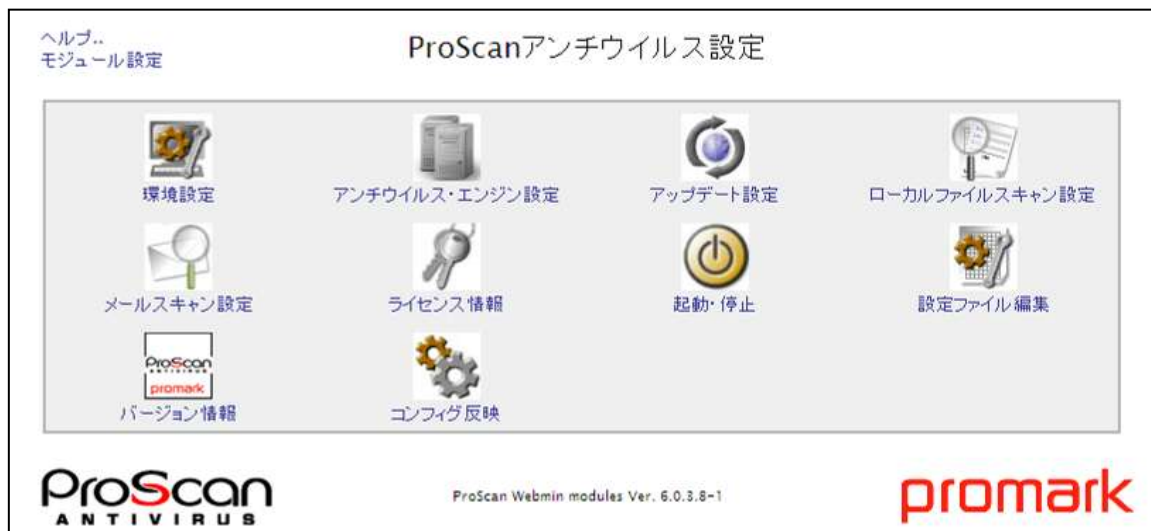 ヘルプ..
モジュール設定
ProScanアンチウイルス設定
環境設定
アンチウイルス・エンジン設定
アップデート設定
ローカルファイルスキャン設定
メールスキャン設定
ライセンス情報
起動・停止
設定ファイル編集
ProScan
ANTIVIRUS
promark
バージョン情報
コンフィグ反映
ProScan
ANTIVIRUS
ProScan Webmin modules Ver. 6.0.3.8-1
promark